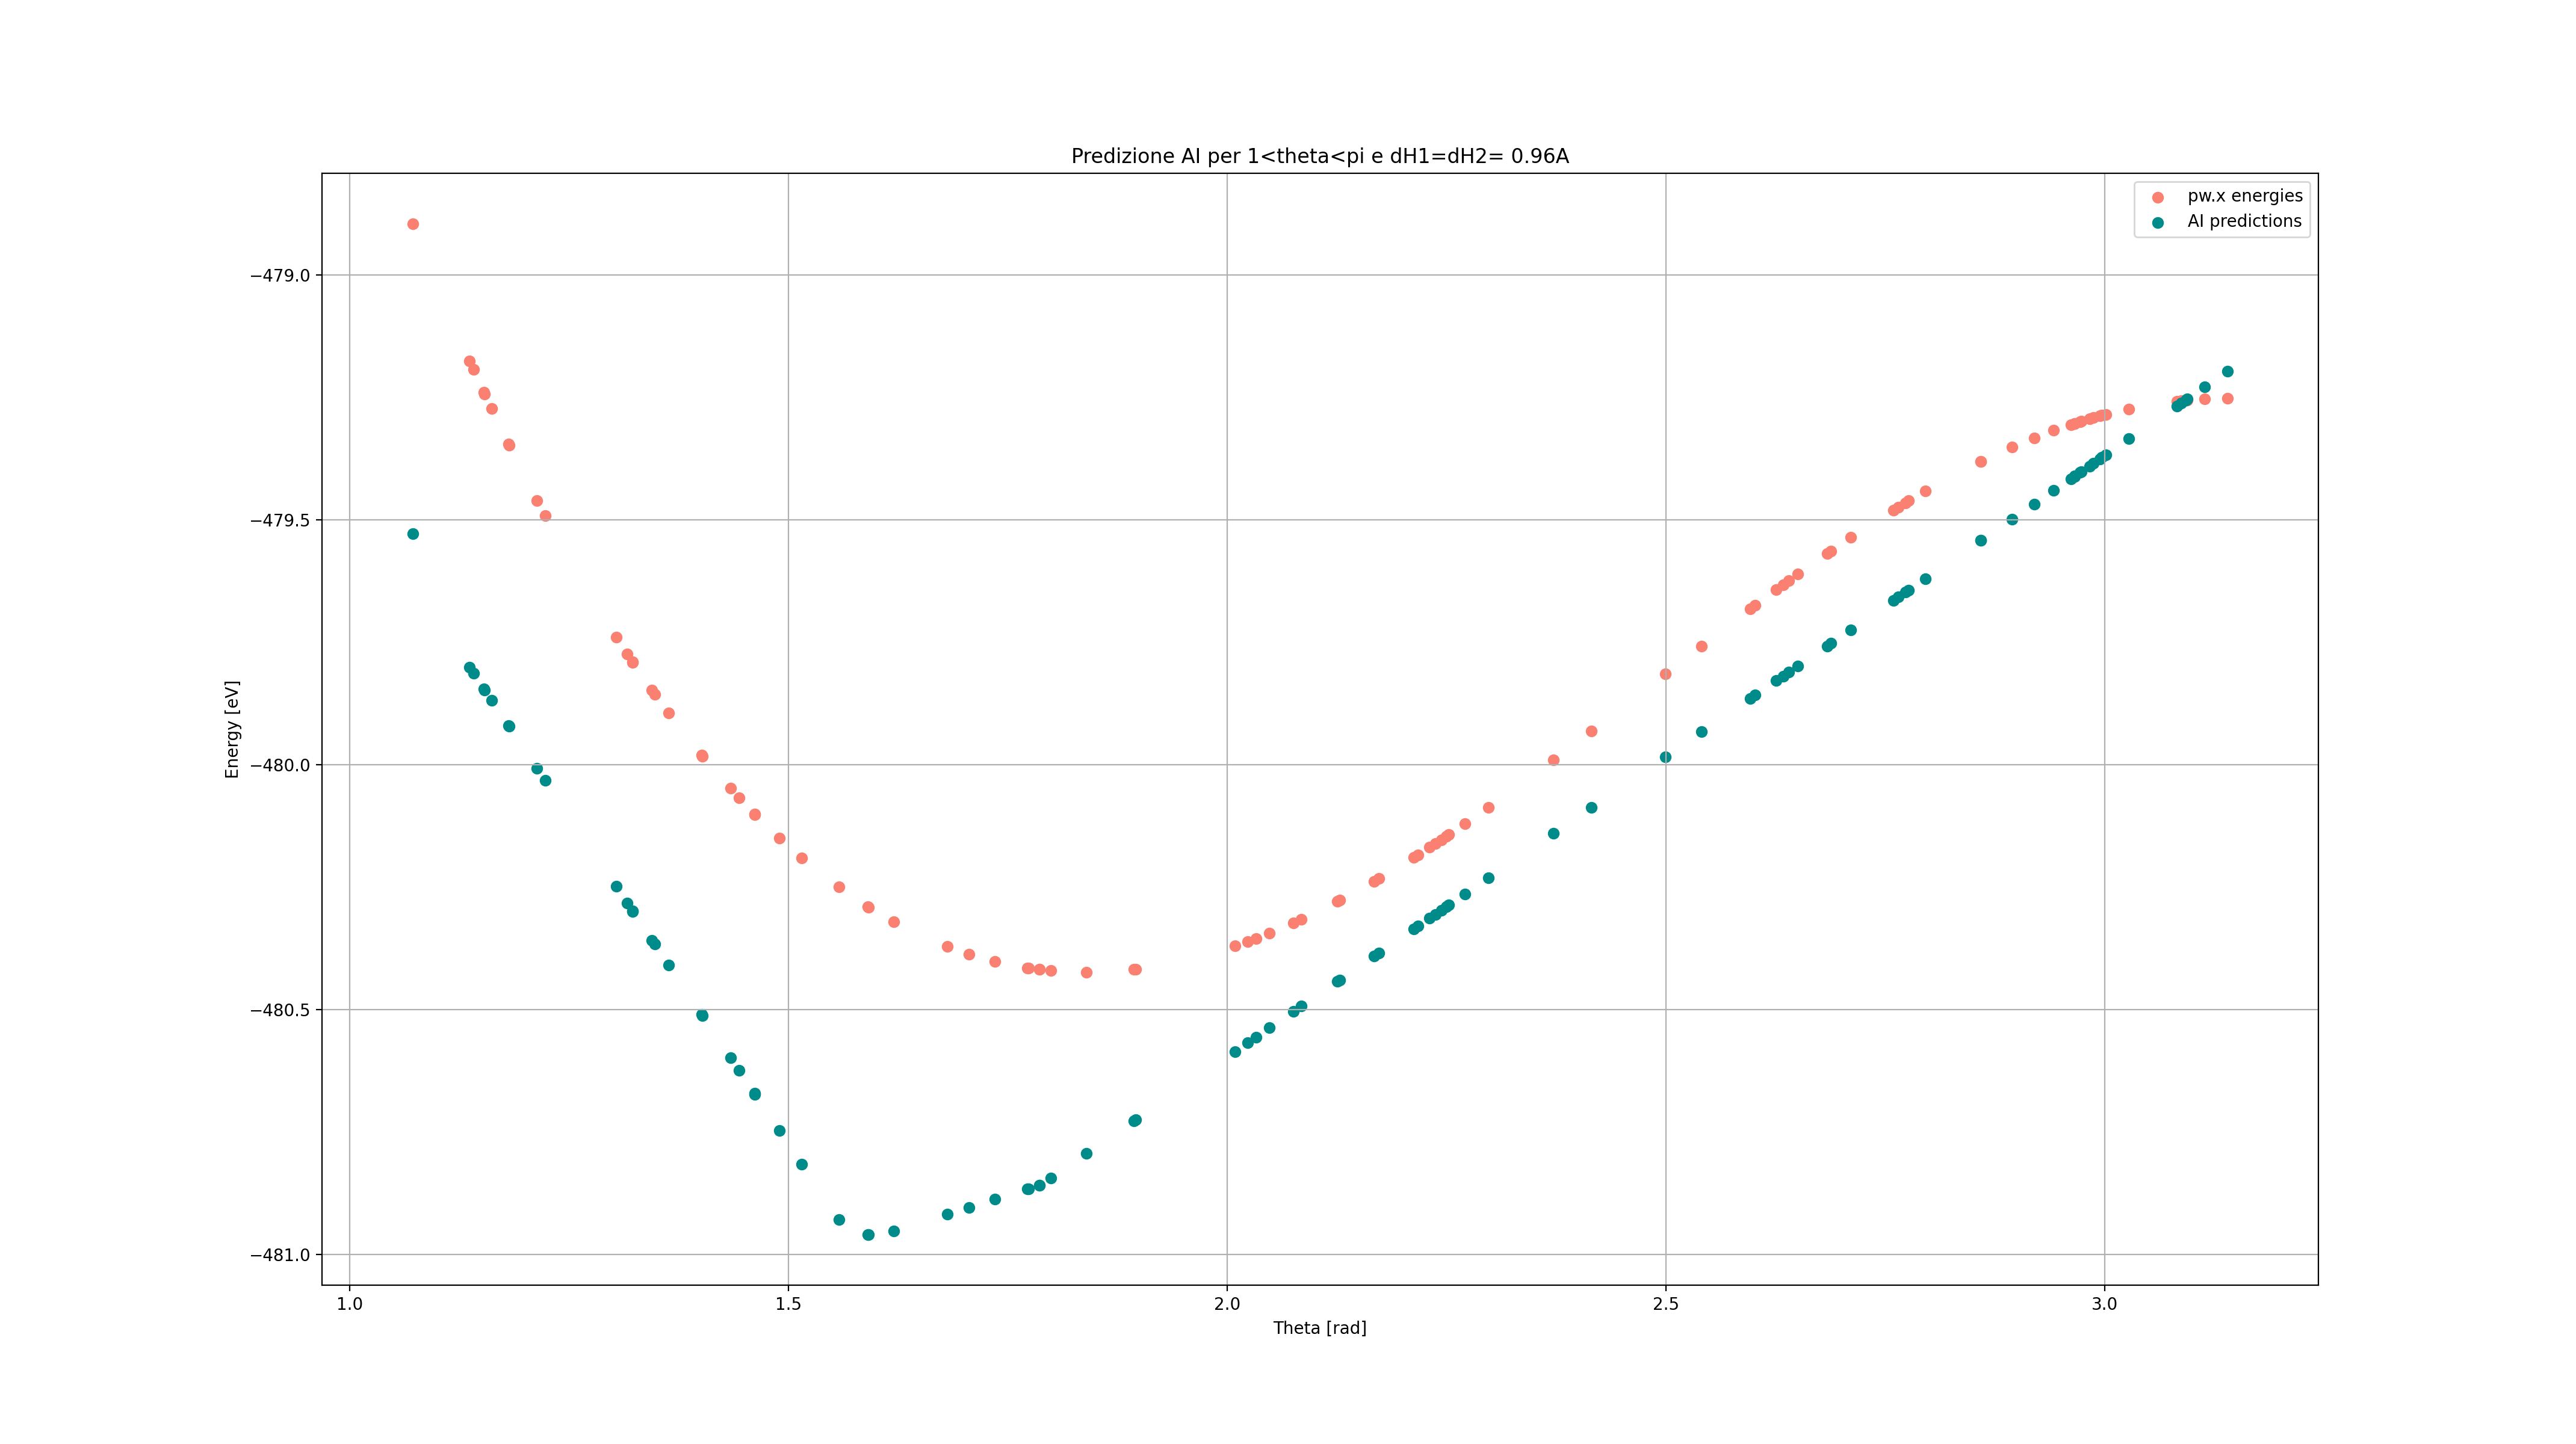 Predizione AI per 1<theta<pi e dH1=dH2= 0.96A
pw.x energies
AI predictions
−479.0
−479.5
−480.0
−480.5
−481.0
Energy [eV]
1.0 1.5 2.0 2.5 3.0
Theta [rad]